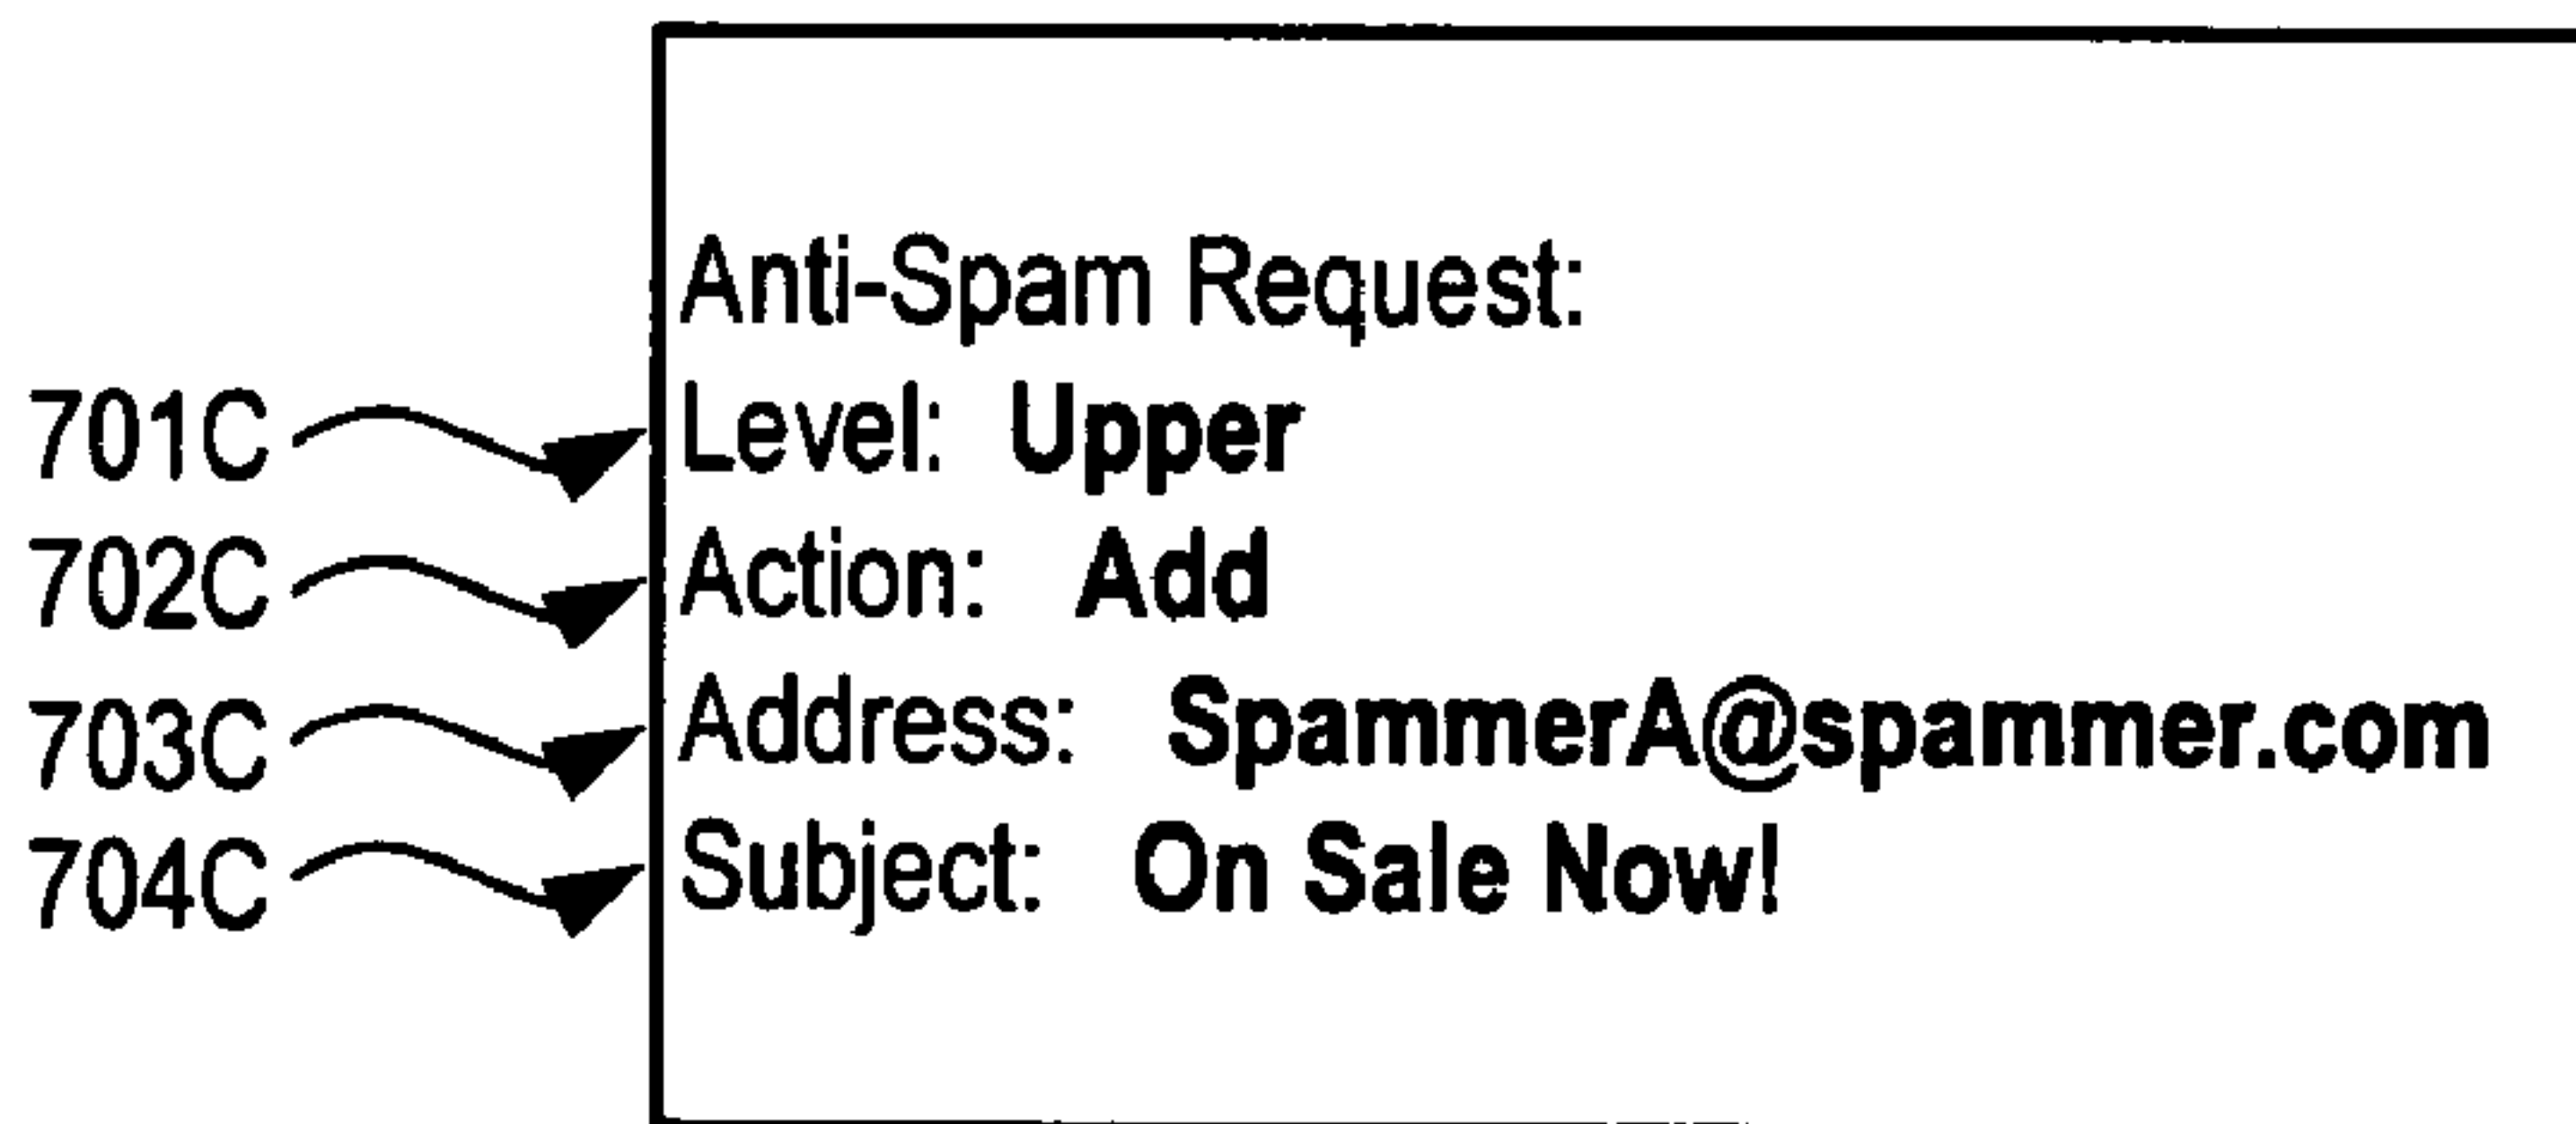 Anti-Spam Request:
701C Level: Upper
702C Action: Add
703C Address: SpammerA@spammer.com
704C Subject: On Sale Now!